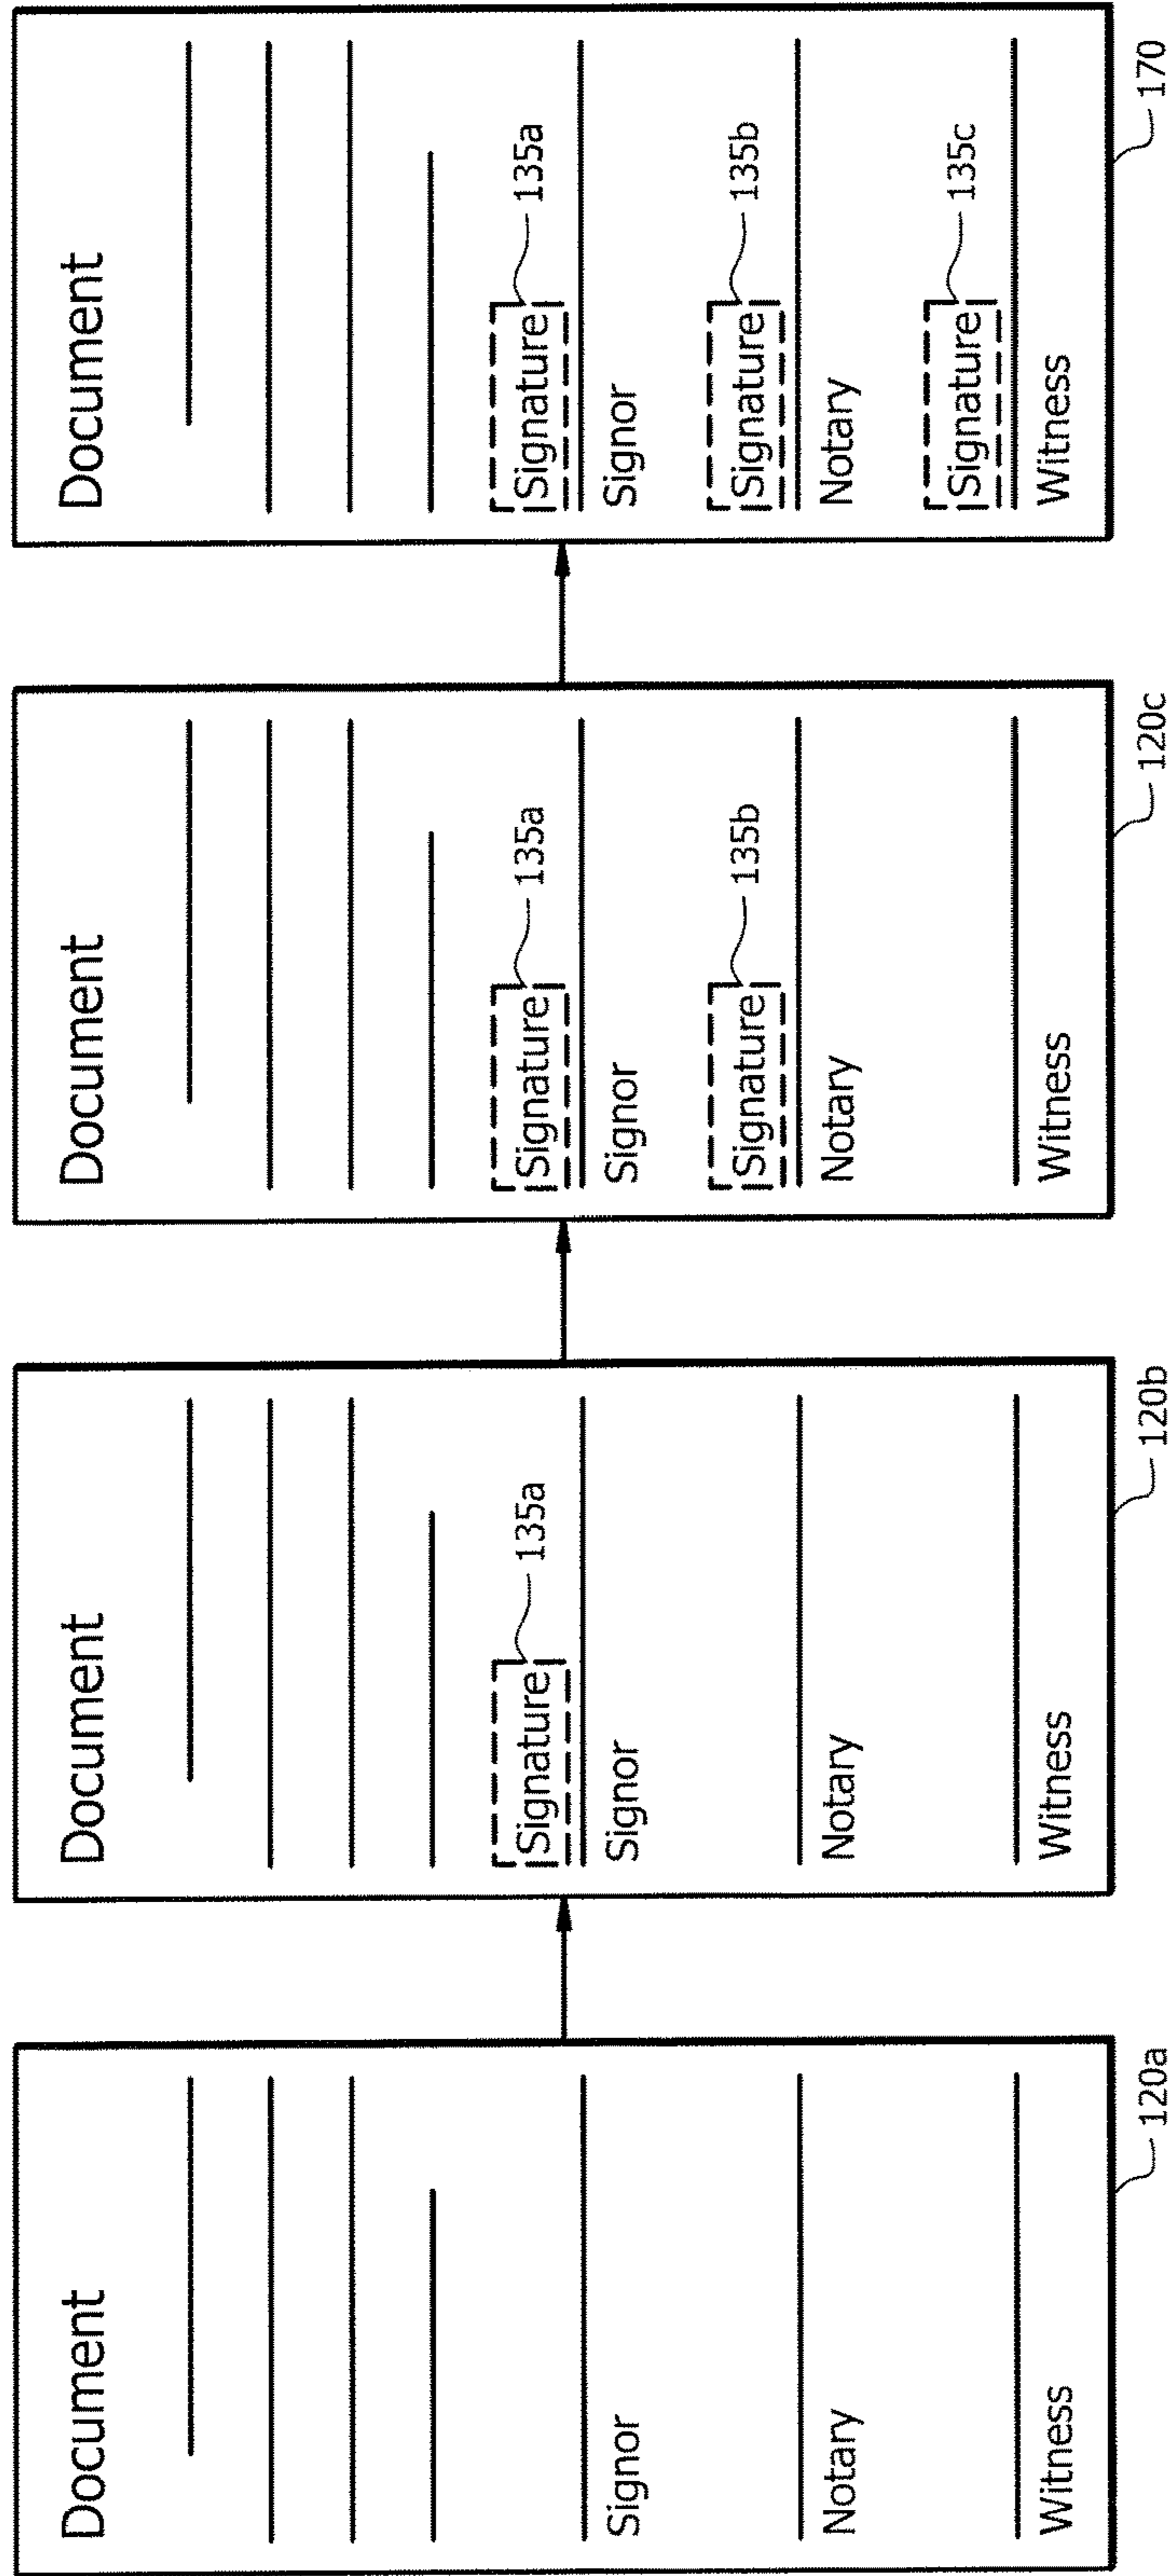 Document
Signor
Notary
Witness
120a
Document
Signature
135a
Signor
Notary
Witness
120b
Document
Signature
135a
Signor
Signature
135b
Notary
Witness
120c
Document
Signature
135a
Signor
Signature
135b
Notary
Signature
135c
Witness
170